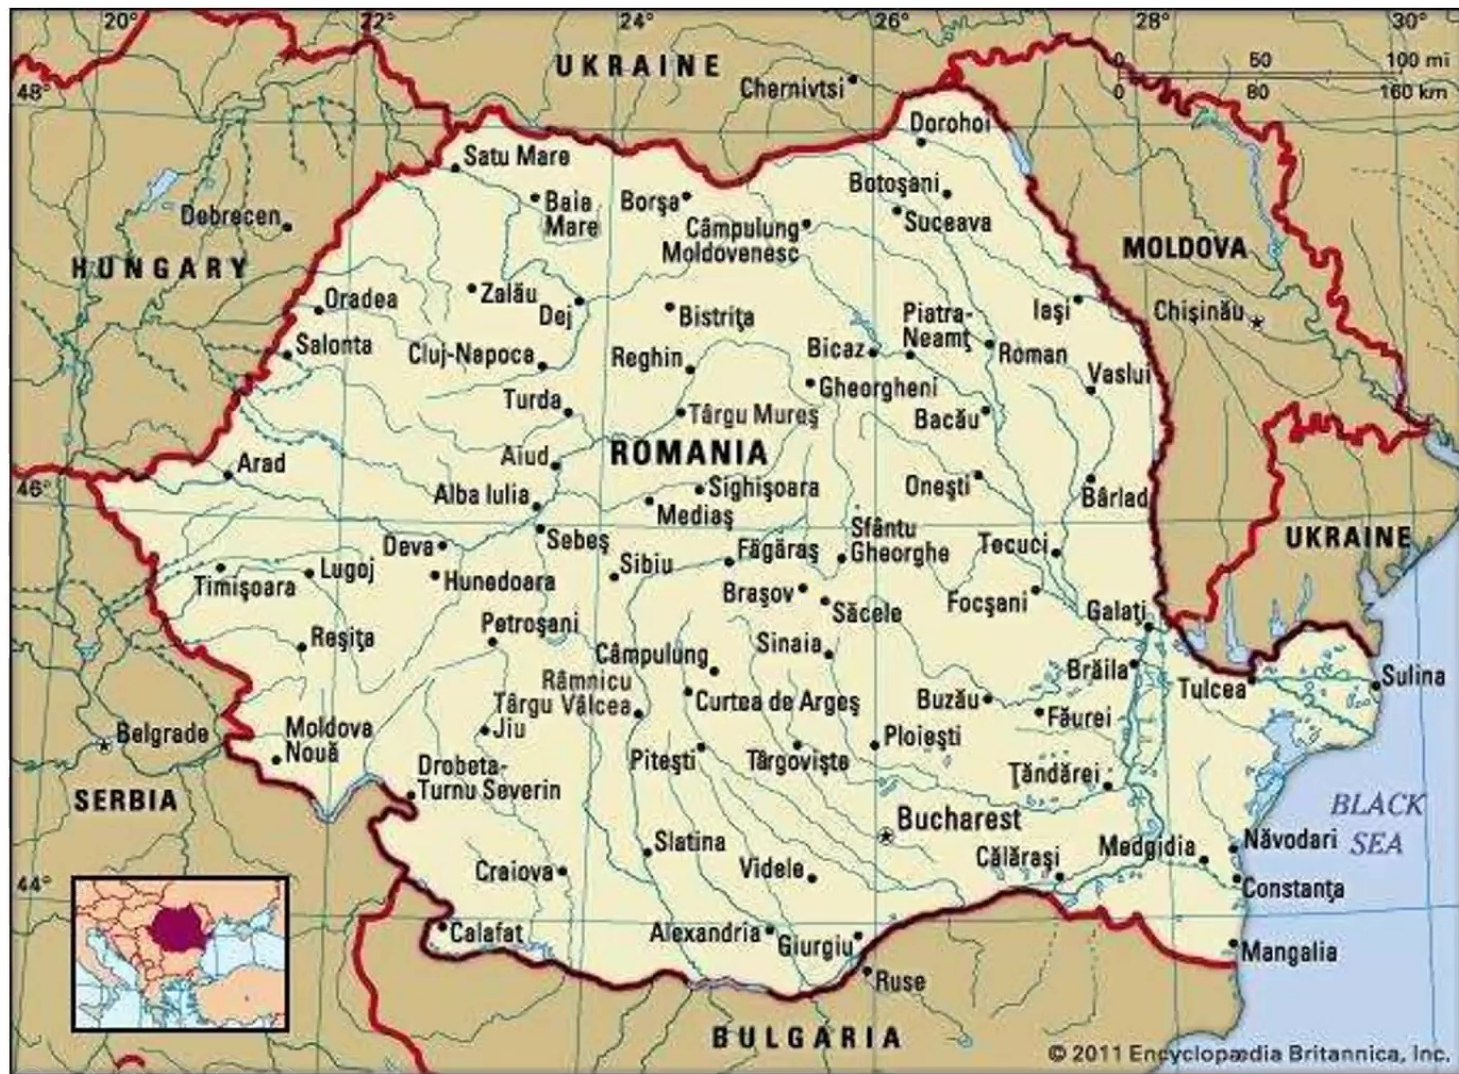 20° 22° 24° 26° 28° 30°
UKRAINE
0 50 100 mi
0 80 160 km
Chernivtsi
48°
Dorohoi
Satu Mare
Botoşani
Baia
Mare
Borşa
Suceava
Debrecen
Câmpulung
Moldovenesc
MOLDOVA
HUNGARY
Zalău
Oradea
Dej
Bistriţa
Iaşi
Chişinău
Piatra-
Neamţ
Salonta
Cluj-Napoca
Reghin
Bicaz
Roman
Vaslui
Gheorgheni
Turda
Târgu Mureş
Bacău
ROMANIA
Aiud
Arad
46°
Alba Iulia
Sighişoara
Oneşti
Bârlad
Mediaş
Sfântu
Gheorghe
UKRAINE
Deva
Sebeş
Făgăraş
Tecuci
Sibiu
Lugoj
Timişoara
Hunedoara
Braşov
Săcele
Focşani
Galaţi
Petroşani
Reşiţa
Sinaia
Câmpulung
Brăila
Tulcea
Sulina
Râmnicu
Vâlcea
Târgu
Jiu
Curtea de Argeş
Buzău
Făurei
Belgrade
Moldova
Nouă
Ploieşti
Piteşti
Târgovişte
Drobeta-
Turnu Severin
Ţăndărei
SERBIA
BLACK
SEA
Bucharest
Slatina
Medgidia
Năvodari
Călăraşi
Craiova
Videle
44°
Constanţa
Calafat
Alexandria
Giurgiu
Mangalia
Ruse
BULGARIA
© 2011 Encyclopædia Britannica, Inc.